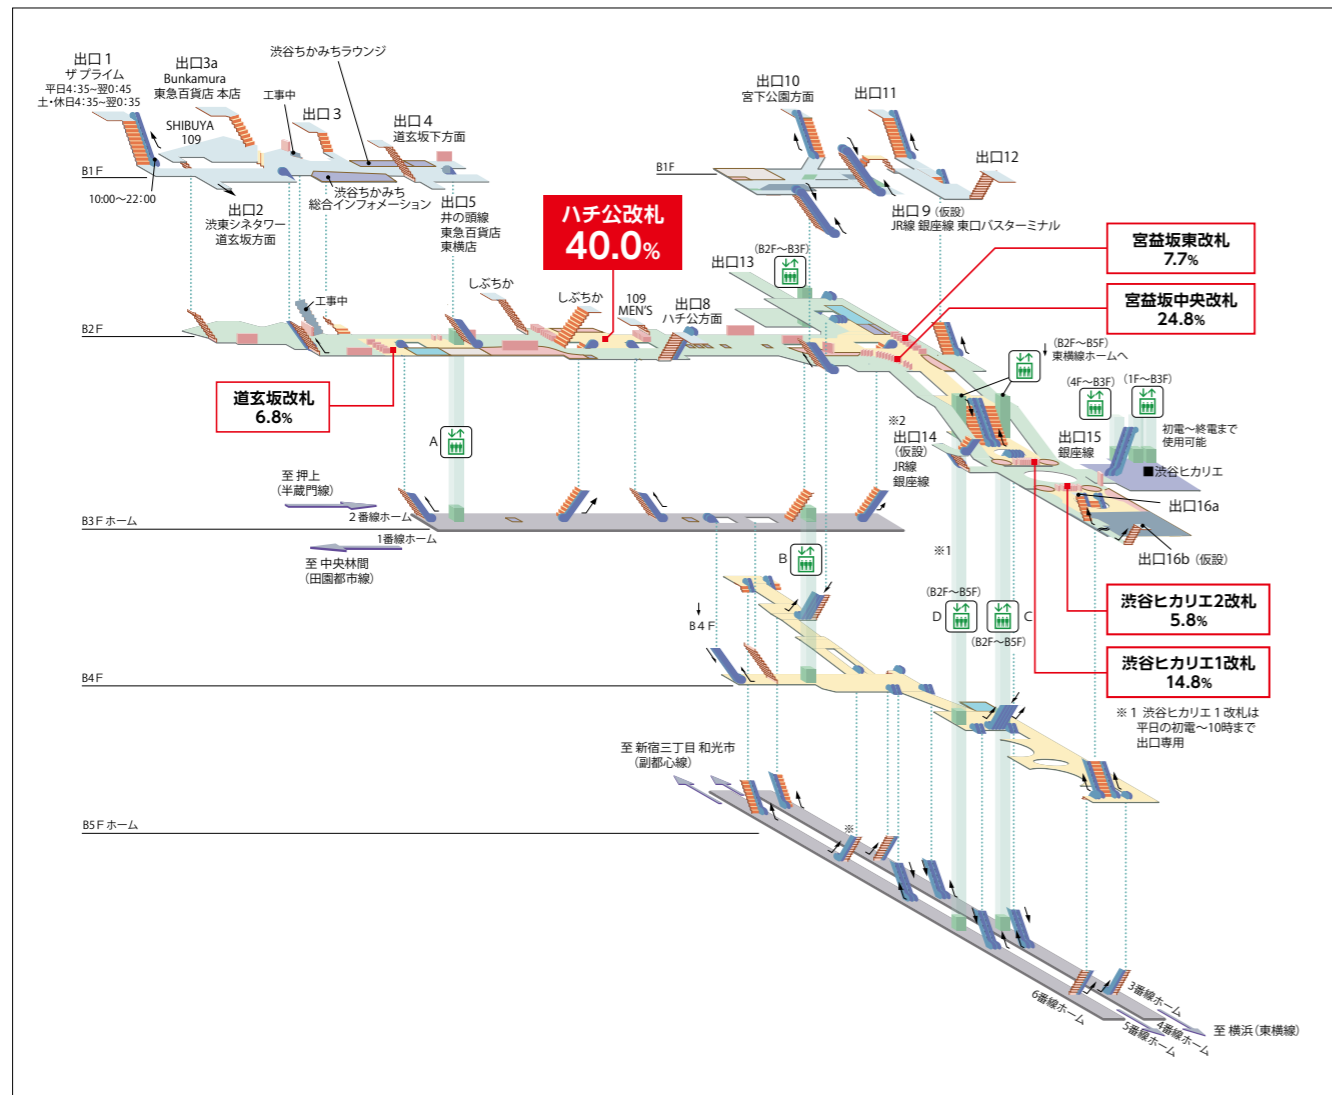 出口1
ザ プライム
平日4:35~翌0:45
土・休日4:35~翌0:35
出口3a
Bunkamura
東急百貨店 本店
工事中
渋谷ちかみちラウンジ
出口3
出口4
道玄坂下方面
SHIBUYA
109
B1F
10:00~22:00
出口2
渋東シネタワー
道玄坂方面
渋谷ちかみち
総合インフォメーション
出口5
井の頭線
東急百貨店
東横店
ハチ公改札
40.0%
出口10
宮下公園方面
出口11
出口12
B1F
出口9(仮設)
JR線 銀座線 東口バスターミナル
(B2F~B3F)
出口13
宮益坂東改札
7.7%
宮益坂中央改札
24.8%
しぶちか
しぶちか
109
MEN'S
出口8
ハチ公方面
工事中
B2F
道玄坂改札
6.8%
(B2F~B5F)
東横線ホームへ
(4F~B3F)
(1F~B3F)
初電~終電まで
使用可能
※2
出口14
(仮設)
JR線
銀座線
出口15
銀座線
■渋谷ヒカリエ
出口16a
出口16b(仮設)
A
至 押上
(半蔵門線)
2番線ホーム
B3Fホーム
1番線ホーム
至 中央林間
(田園都市線)
※1
B
(B2F~B5F)
D
C
(B2F~B5F)
B4F
渋谷ヒカリエ2改札
5.8%
渋谷ヒカリエ1改札
14.8%
※1 渋谷ヒカリエ1改札は
平日の初電~10時まで
出口専用
B4F
至 新宿三丁目 和光市
(副都心線)
B5Fホーム
※
3番線ホーム
4番線ホーム
5番線ホーム
6番線ホーム
至 横浜(東横線)